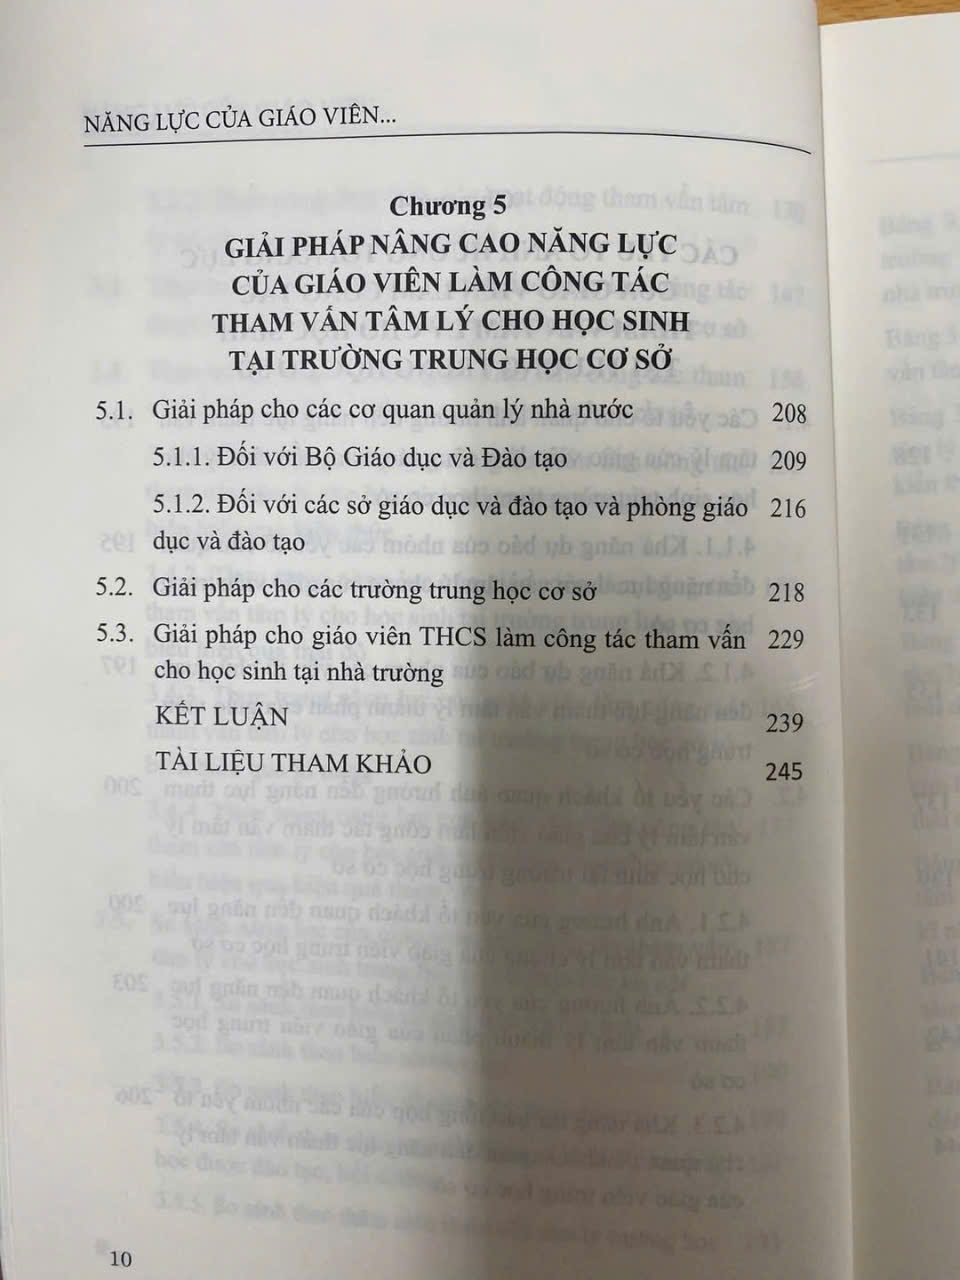 NĂNG LỰC CỦA GIÁO VIÊN...
Chương 5
GIẢI PHÁP NÂNG CAO NĂNG LỰC
CỦA GIÁO VIÊN LÀM CÔNG TÁC
THAM VẤN TÂM LÝ CHO HỌC SINH
TẠI TRƯỜNG TRUNG HỌC CƠ SỞ
5.1. Giải pháp cho các cơ quan quản lý nhà nước 208
5.1.1. Đối với Bộ Giáo dục và Đào tạo 209
5.1.2. Đối với các sở giáo dục và đào tạo và phòng giáo 216
dục và đào tạo
5.2. Giải pháp cho các trường trung học cơ sở 218
5.3. Giải pháp cho giáo viên THCS làm công tác tham vấn 229
cho học sinh tại nhà trường
KẾT LUẬN 239
TÀI LIỆU THAM KHẢO 245
10